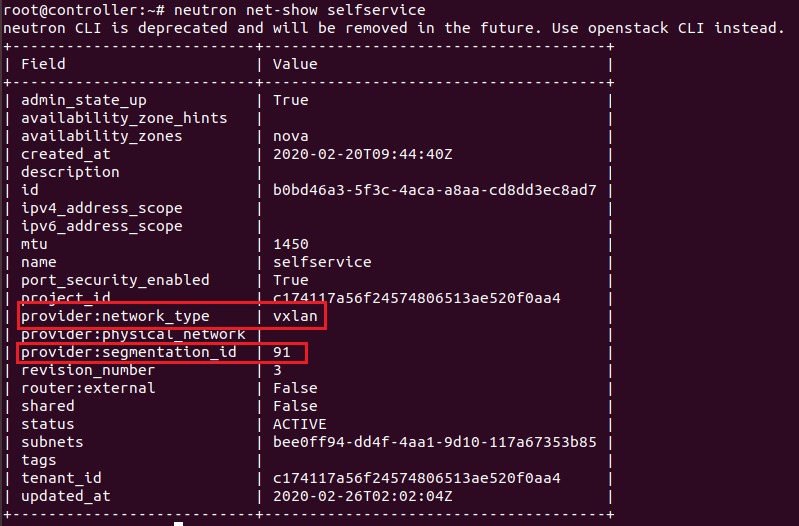 root@controller:~# neutron net-show selfservice
neutron CLI is deprecated and will be removed in the future. Use openstack CLI instead.
+---------------------------+--------------------------------------+
| Field                     | Value                                |
+---------------------------+--------------------------------------+
| admin_state_up            | True                                 |
| availability_zone_hints   |                                      |
| availability_zones        | nova                                 |
| created_at                | 2020-02-20T09:44:40Z                 |
| description               |                                      |
| id                        | b0bd46a3-5f3c-4aca-a8aa-cd8dd3ec8ad7 |
| ipv4_address_scope        |                                      |
| ipv6_address_scope        |                                      |
| mtu                       | 1450                                 |
| name                      | selfservice                          |
| port_security_enabled     | True                                 |
| project_id                | c174117a56f24574806513ae520f0aa4     |
| provider:network_type     | vxlan                                |
| provider:physical_network |                                      |
| provider:segmentation_id  | 91                                   |
| revision_number           | 3                                    |
| router:external           | False                                |
| shared                    | False                                |
| status                    | ACTIVE                               |
| subnets                   | bee0ff94-dd4f-4aa1-9d10-117a67353b85 |
| tags                      |                                      |
| tenant_id                 | c174117a56f24574806513ae520f0aa4     |
| updated_at                | 2020-02-26T02:02:04Z                 |
+---------------------------+--------------------------------------+